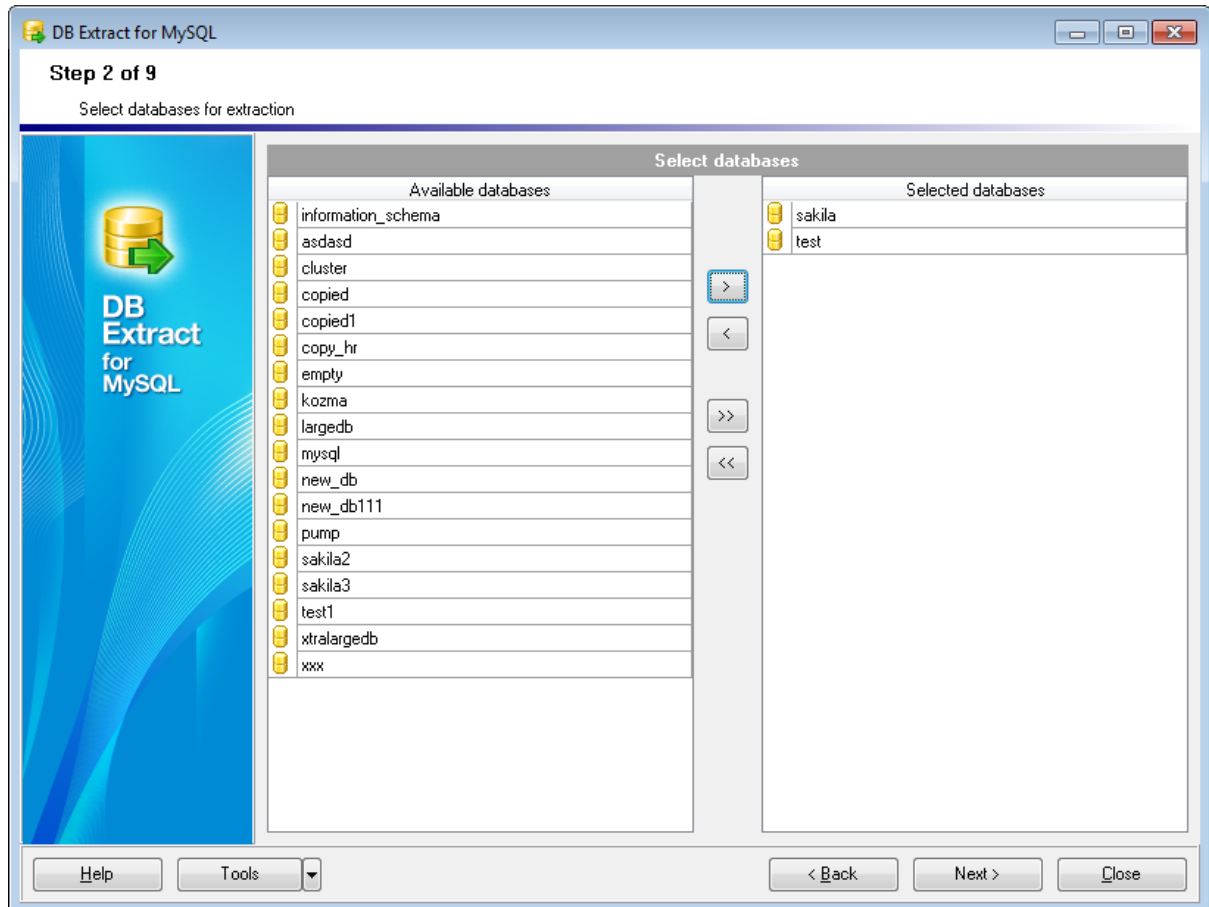 DB Extract for MySQL
Step 2 of 9
Select databases for extraction
DB
Extract
for
MySQL
Select databases
Available databases
information_schema
asdasd
cluster
copied
copied1
copy_hr
empty
kozma
largedb
mysql
new_db
new_db111
pump
sakila2
sakila3
test1
xtralargedb
xxx
>
<
>>
<<
Selected databases
sakila
test
Help
Tools
< Back
Next >
Close